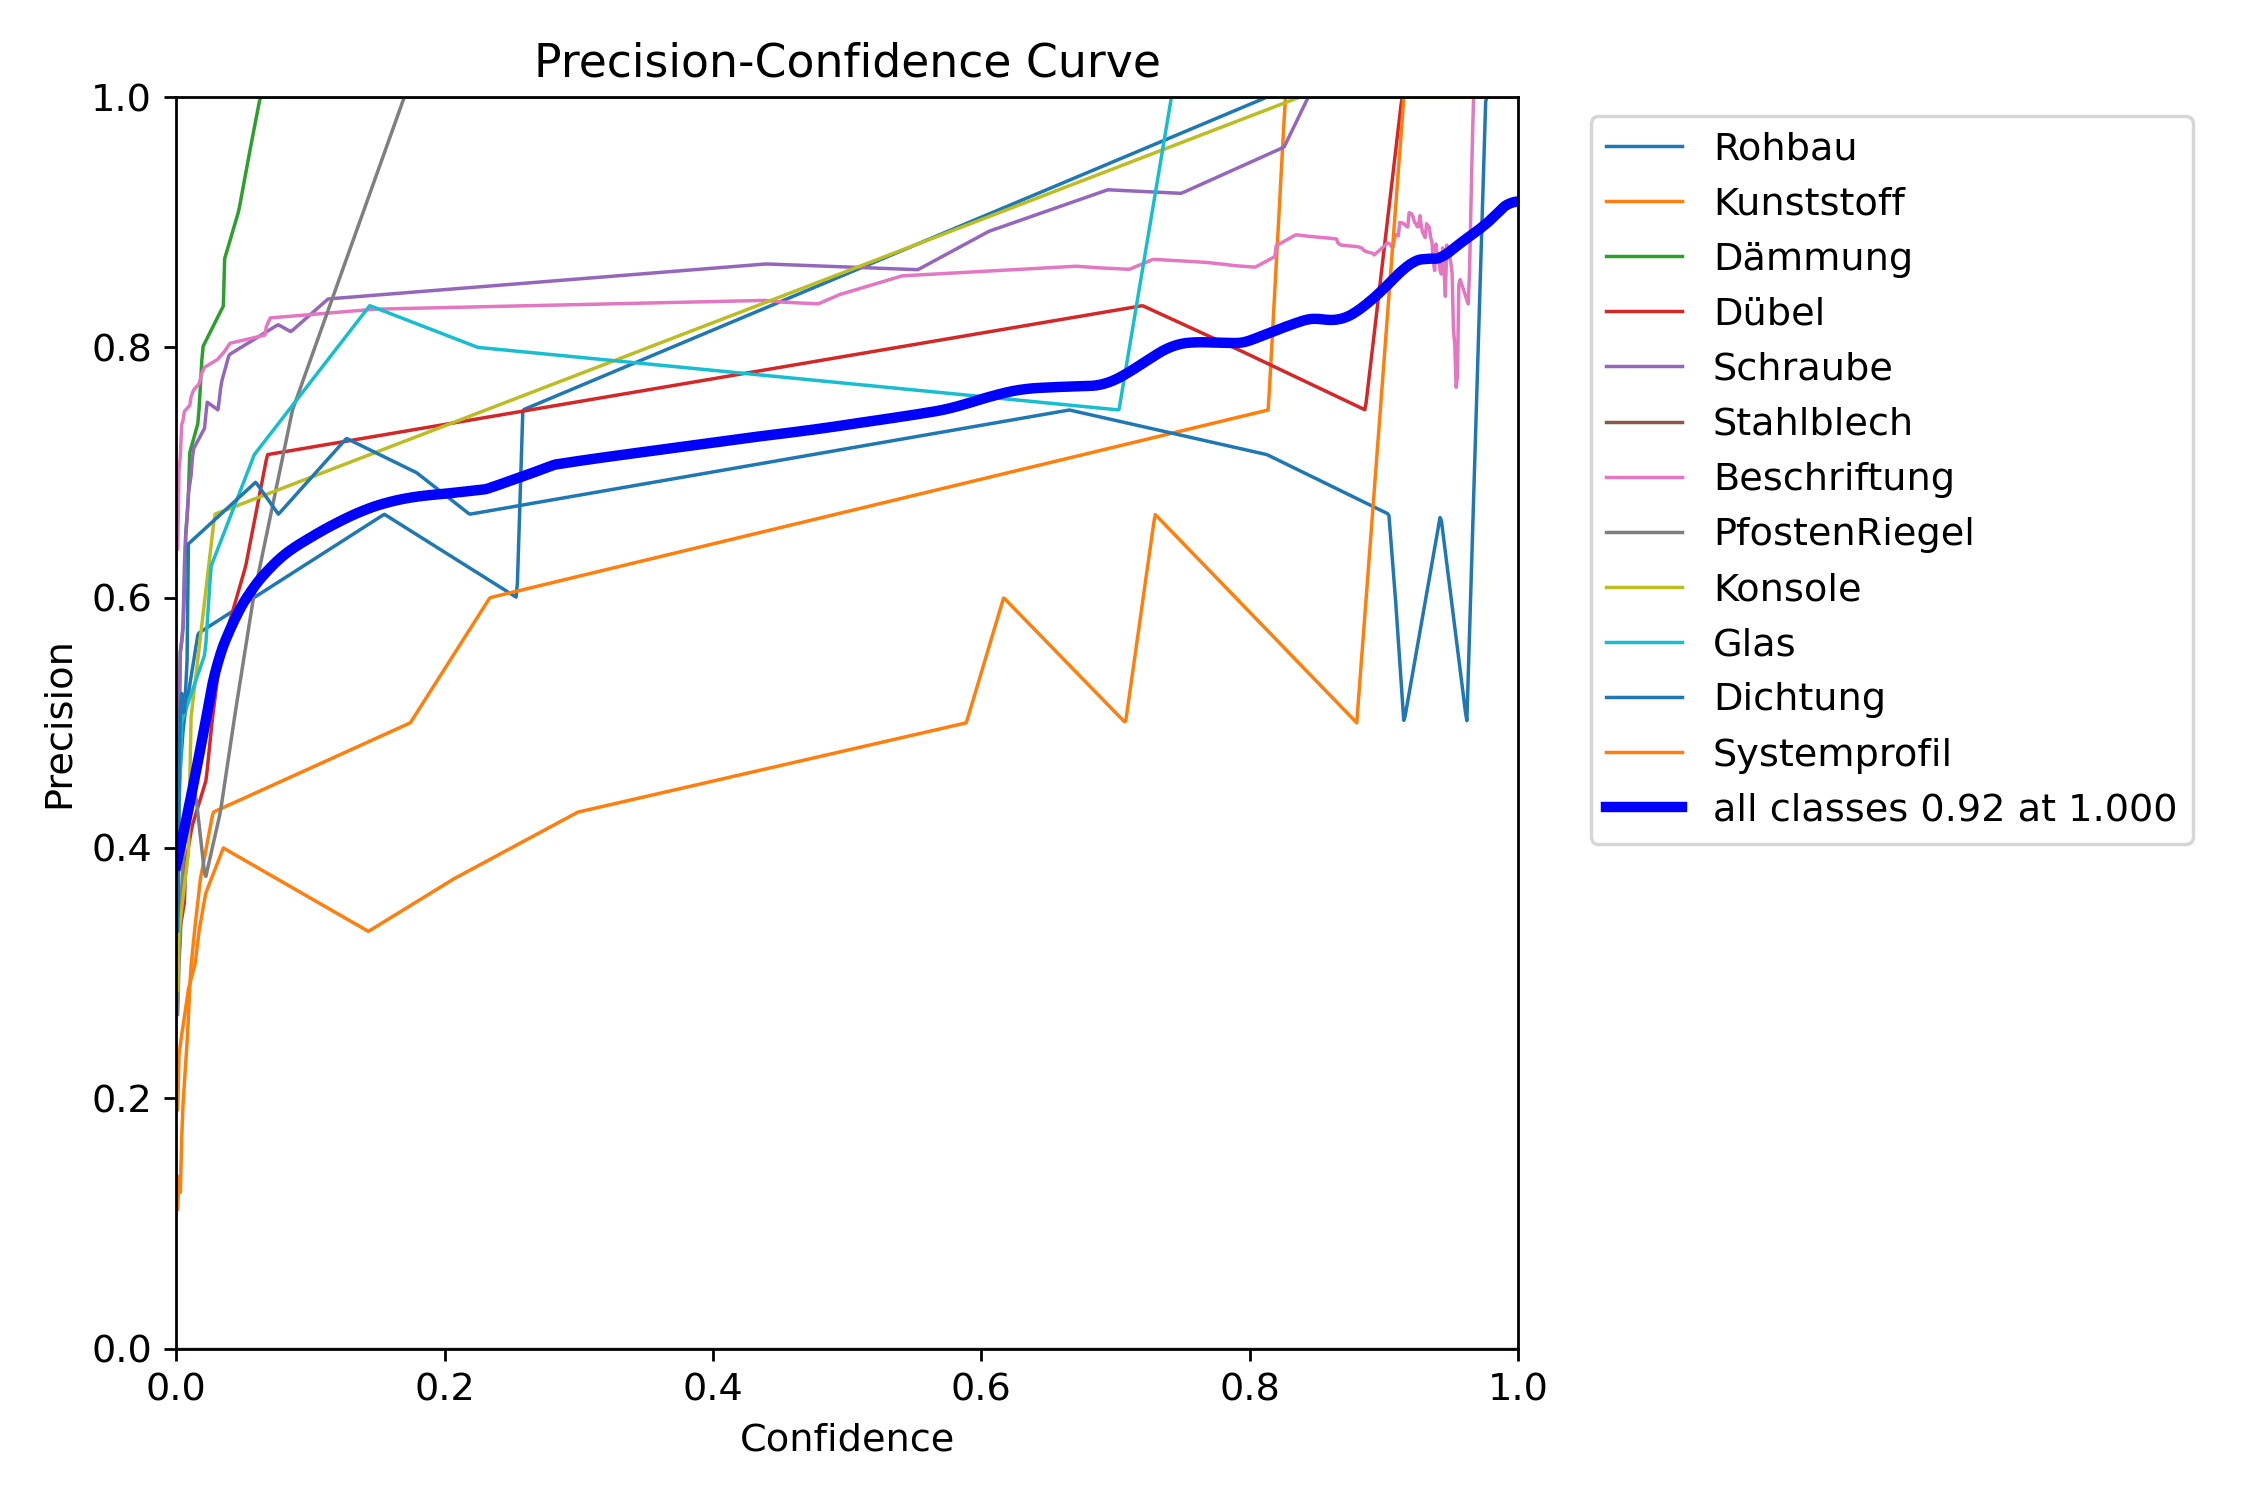 Precision-Confidence Curve
1.0
0.8
0.6
0.4
0.2
0.0
Precision
0.0 0.2 0.4 0.6 0.8 1.0
Confidence
Rohbau
Kunststoff
Dämmung
Dübel
Schraube
Stahlblech
Beschriftung
PfostenRiegel
Konsole
Glas
Dichtung
Systemprofil
all classes 0.92 at 1.000